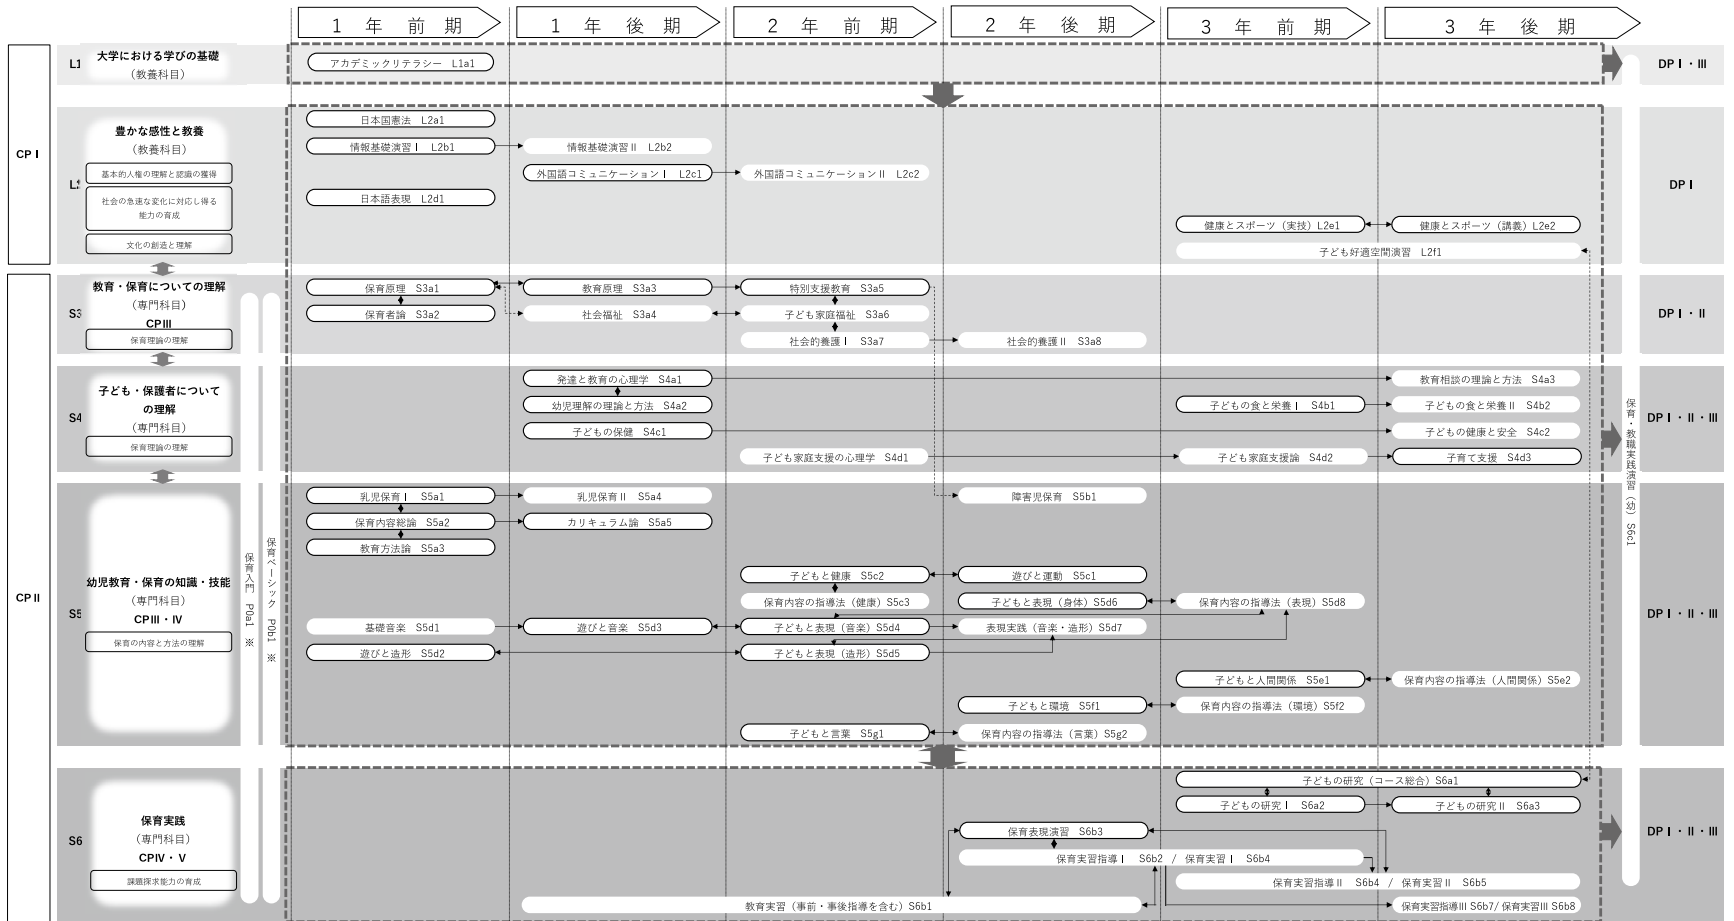 1 年 前 期
1 年 後 期
2 年 前 期
2 年 後 期
3 年 前 期
3 年 後 期
CPⅠ
L1
大学における学びの基礎
（教養科目）
アカデミックリテラシー L1a1
DPⅠ・Ⅲ
豊かな感性と教養
（教養科目）
基本的人権の理解と認識の獲得
社会の急速な変化に対応し得る
能力の育成
文化の創造と理解
日本国憲法 L2a1
情報基礎演習Ⅰ L2b1
情報基礎演習Ⅱ L2b2
外国語コミュニケーションⅠ L2c1
外国語コミュニケーションⅡ L2c2
日本語表現 L2d1
健康とスポーツ（実技）L2e1
健康とスポーツ（講義）L2e2
子ども好適空間演習 L2f1
DPⅠ
CPⅡ
S3
教育・保育についての理解
（専門科目）
CPⅢ
保育理論の理解
保育原理 S3a1
教育原理 S3a3
特別支援教育 S3a5
保育者論 S3a2
社会福祉 S3a4
子ども家庭福祉 S3a6
社会的養護Ⅰ S3a7
社会的養護Ⅱ S3a8
DPⅠ・Ⅱ
S4
子ども・保護者について
の理解
（専門科目）
保育理論の理解
発達と教育の心理学 S4a1
教育相談の理論と方法 S4a3
幼児理解の理論と方法 S4a2
子どもの食と栄養Ⅰ S4b1
子どもの食と栄養Ⅱ S4b2
子どもの保健 S4c1
子どもの健康と安全 S4c2
子ども家庭支援の心理学 S4d1
子ども家庭支援論 S4d2
子育て支援 S4d3
DPⅠ・Ⅱ・Ⅲ
S5
幼児教育・保育の知識・技能
（専門科目）
CPⅢ・Ⅳ
保育の内容と方法の理解
保育入門 P0a1 ※
保育ベーシック P0b1 ※
乳児保育Ⅰ S5a1
乳児保育Ⅱ S5a4
障害児保育 S5b1
保育内容総論 S5a2
カリキュラム論 S5a5
教育方法論 S5a3
子どもと健康 S5c2
遊びと運動 S5c1
保育内容の指導法（健康）S5c3
子どもと表現（身体）S5d6
保育内容の指導法（表現）S5d8
基礎音楽 S5d1
遊びと音楽 S5d3
子どもと表現（音楽）S5d4
表現実践（音楽・造形）S5d7
遊びと造形 S5d2
子どもと表現（造形）S5d5
子どもと人間関係 S5e1
保育内容の指導法（人間関係）S5e2
子どもと環境 S5f1
保育内容の指導法（環境）S5f2
子どもと言葉 S5g1
保育内容の指導法（言葉）S5g2
DPⅠ・Ⅱ・Ⅲ
保育・教職実践演習（幼）S6c1
S6
保育実践
（専門科目）
CPⅣ・Ⅴ
課題探求能力の育成
子どもの研究（コース総合）S6a1
子どもの研究Ⅰ S6a2
子どもの研究Ⅱ S6a3
保育表現演習 S6b3
保育実習指導Ⅰ S6b2 / 保育実習Ⅰ S6b4
保育実習指導Ⅱ S6b4 / 保育実習Ⅱ S6b5
教育実習（事前・事後指導を含む）S6b1
保育実習指導Ⅲ S6b7/ 保育実習Ⅲ S6b8
DPⅠ・Ⅱ・Ⅲ